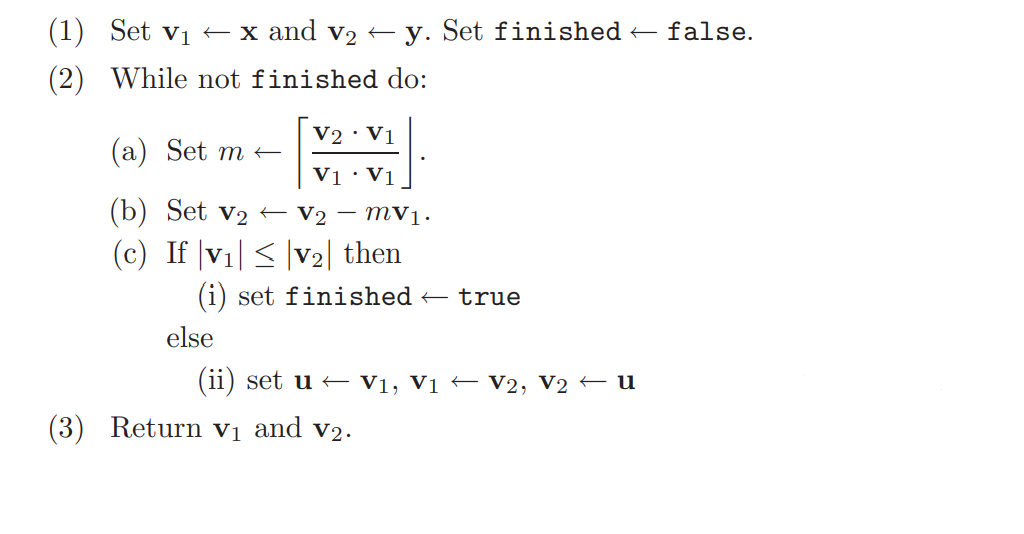 (1) Set v₁ ← x and v₂ ← y. Set finished ← false.
(2) While not finished do:
(a) Set m ← ⌈(v₂ · v₁)/(v₁ · v₁)⌋.
(b) Set v₂ ← v₂ − mv₁.
(c) If |v₁| ≤ |v₂| then
(i) set finished ← true
else
(ii) set u ← v₁, v₁ ← v₂, v₂ ← u
(3) Return v₁ and v₂.